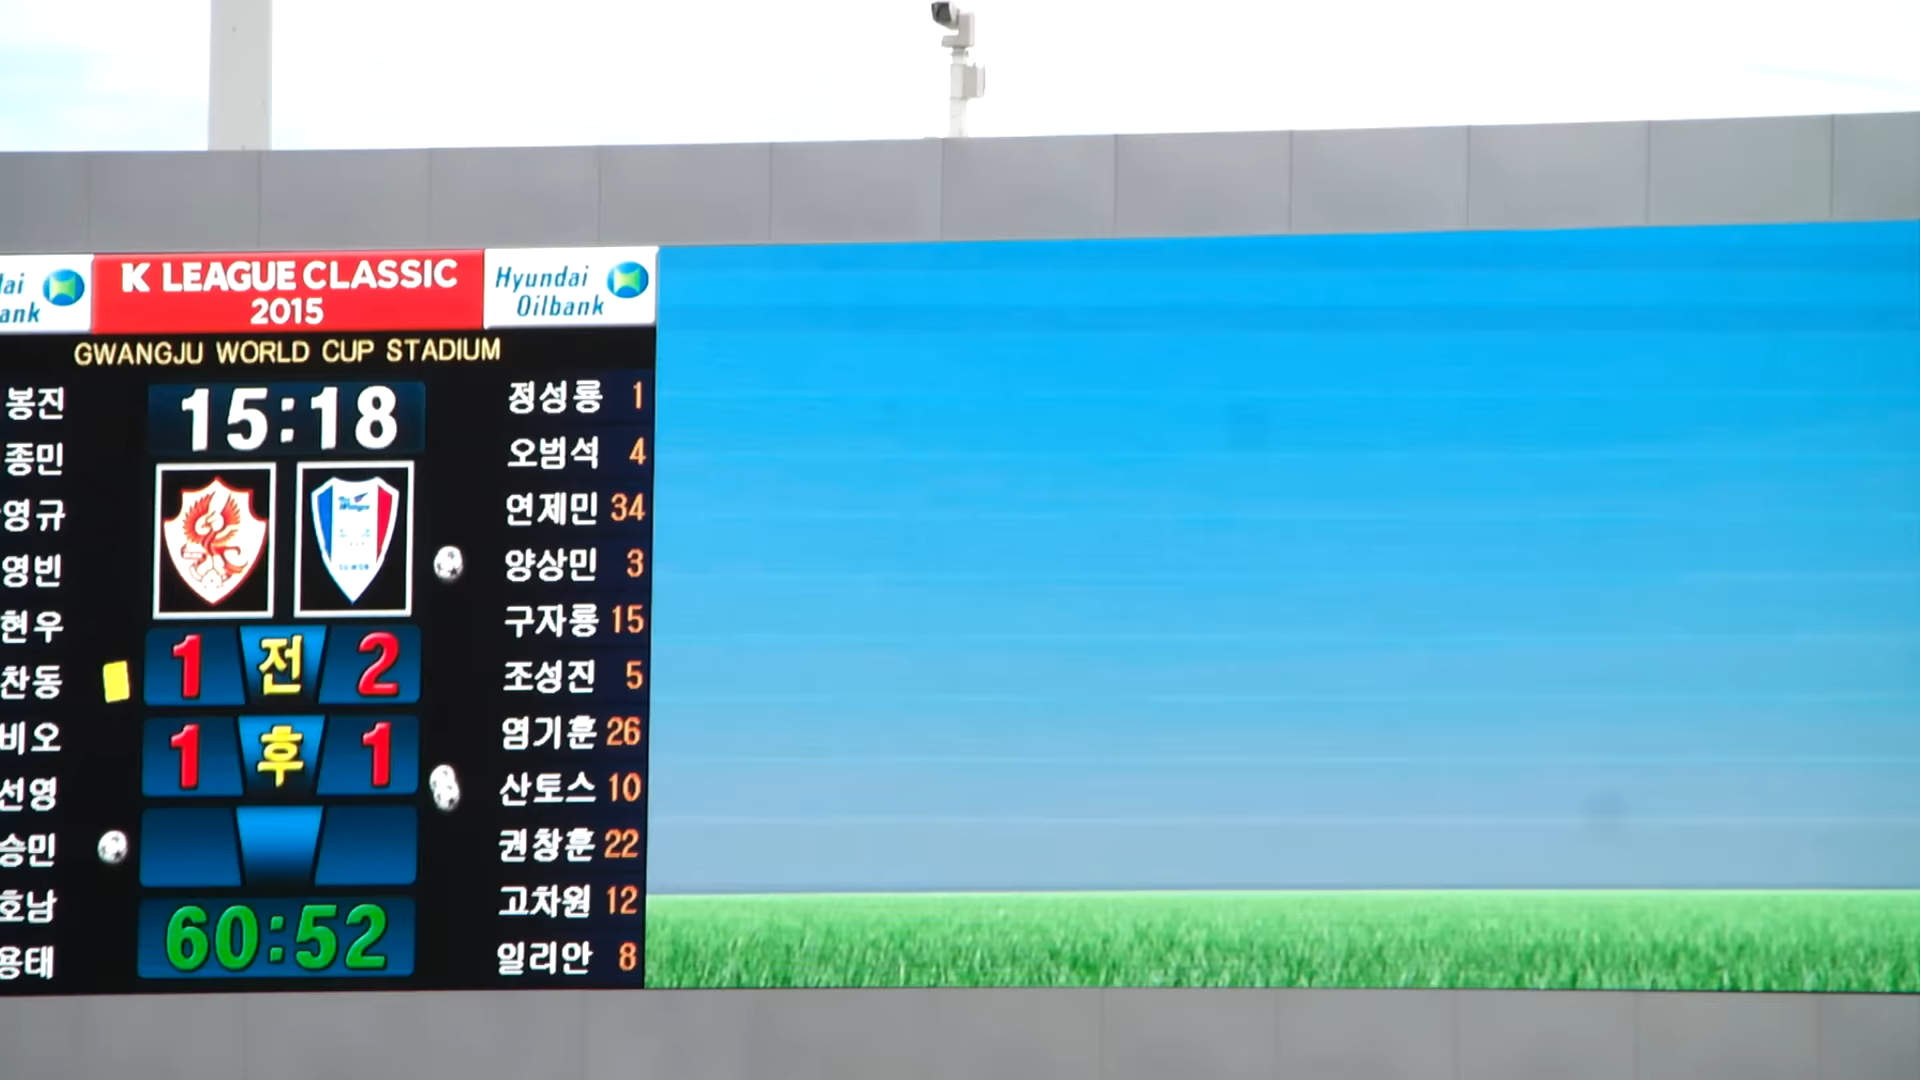 K LEAGUE CLASSIC
2015
Hyundai
Oilbank
GWANGJU WORLD CUP STADIUM
15:18
봉진
종민
영규
영빈
현우
찬동
비오
선영
승민
호남
용태
1 전 2
1 후 1
60:52
정성룡 1
오범석 4
연제민 34
양상민 3
구자룡 15
조성진 5
염기훈 26
산토스 10
권창훈 22
고차원 12
일리안 8